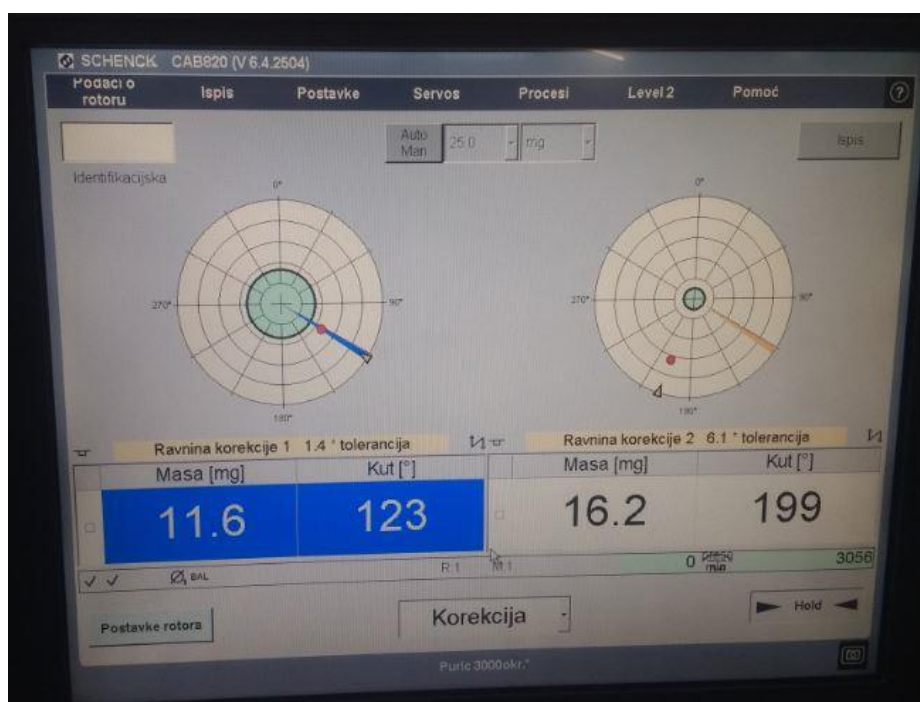 SCHENCK CAB820 (V 6.4.2504)
Podaci o rotoru Ispis Postavke Servos Procesi Level 2 Pomoć ?
Auto Man 25.0 mg Ispis
Identifikacijska
0° 0°
270° 90° 270° 90°
180° 180°
Ravnina korekcije 1 1.4 * tolerancija Ravnina korekcije 2 6.1 * tolerancija
Masa [mg] Kut [°] Masa [mg] Kut [°]
11.6 123 16.2 199
BAL R:1 M:1 0 3056
Postavke rotora Korekcija Hold
Puric 3000okr.*